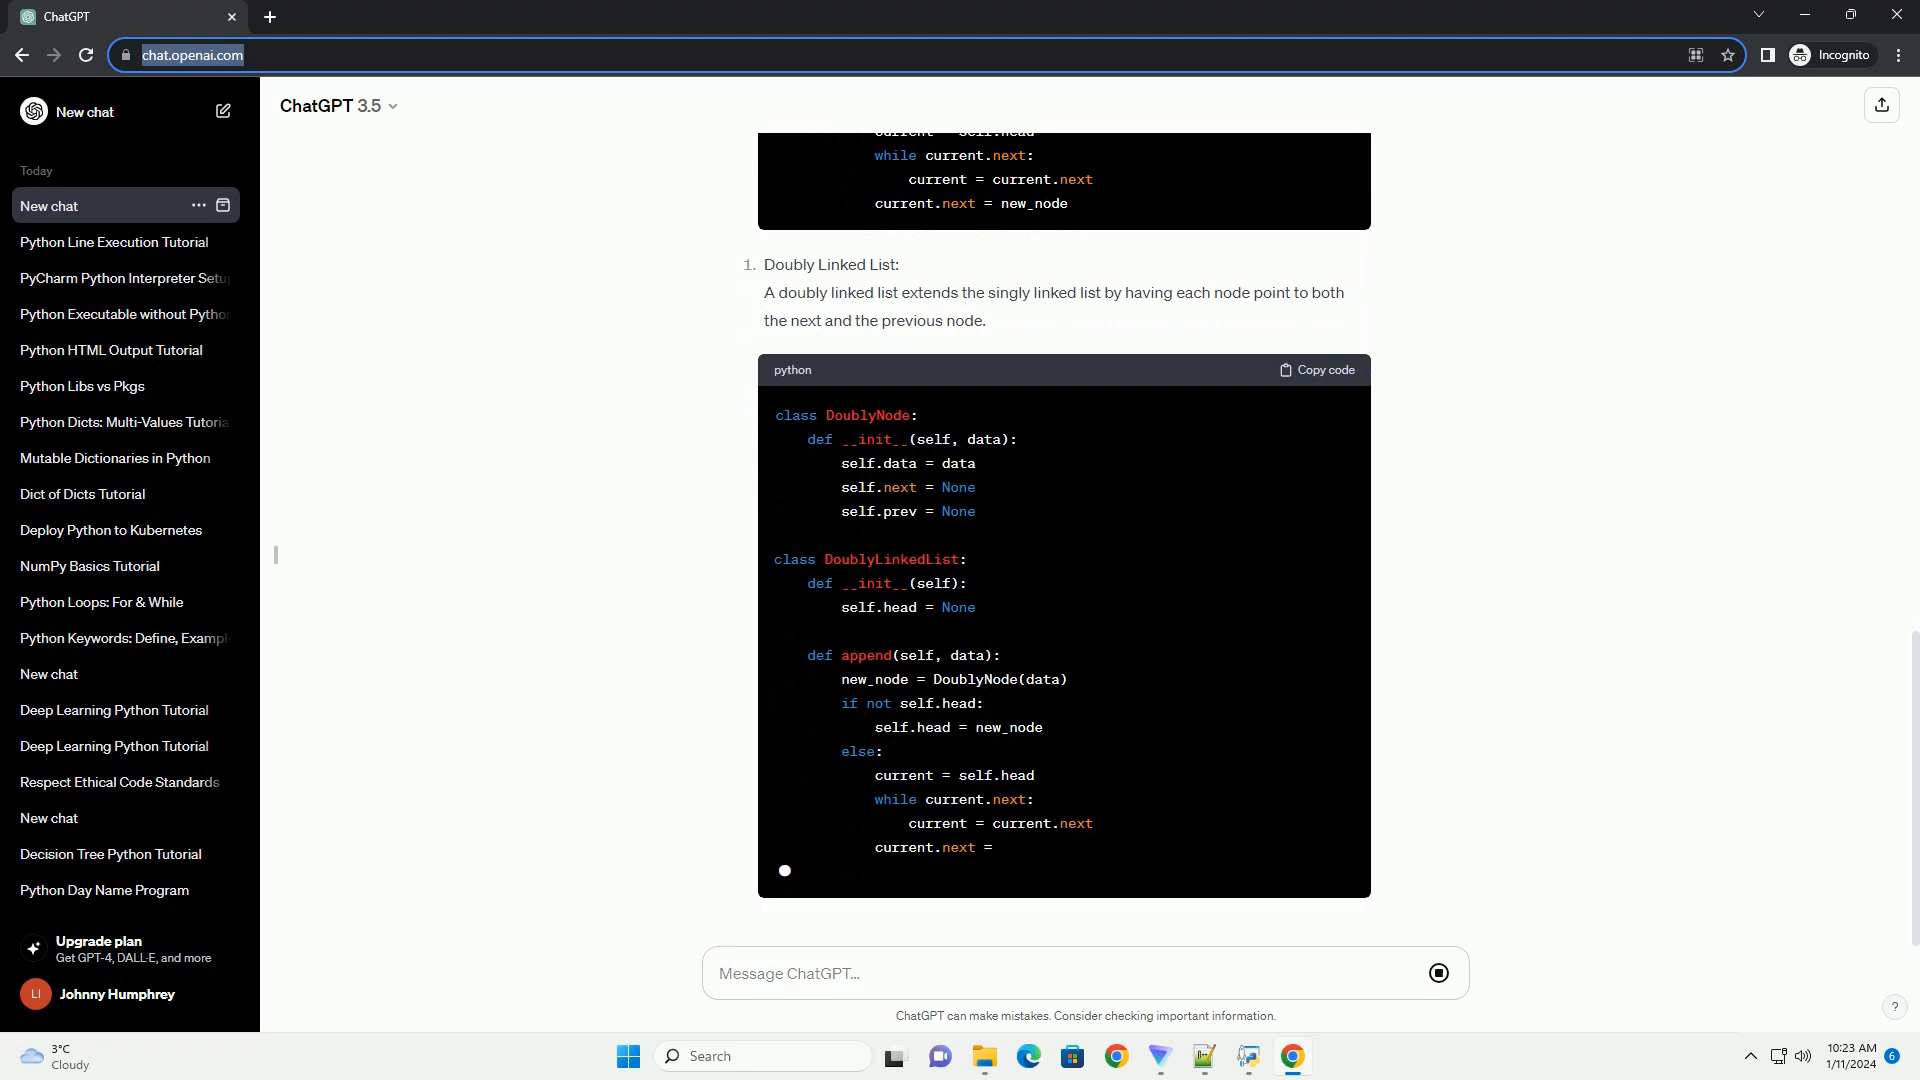 ChatGPT
chat.openai.com
Incognito
New chat
ChatGPT 3.5
Today
New chat
Python Line Execution Tutorial
PyCharm Python Interpreter Setu
Python Executable without Pytho
Python HTML Output Tutorial
Python Libs vs Pkgs
Python Dicts: Multi-Values Tutoria
Mutable Dictionaries in Python
Dict of Dicts Tutorial
Deploy Python to Kubernetes
NumPy Basics Tutorial
Python Loops: For & While
Python Keywords: Define, Exampl
New chat
Deep Learning Python Tutorial
Deep Learning Python Tutorial
Respect Ethical Code Standards
New chat
Decision Tree Python Tutorial
Python Day Name Program
Upgrade plan
Get GPT-4, DALL·E, and more
LI
Johnny Humphrey
current = self.head
while current.next:
current = current.next
current.next = new_node
1. Doubly Linked List:
A doubly linked list extends the singly linked list by having each node point to both
the next and the previous node.
python
Copy code
class DoublyNode:
def __init__(self, data):
self.data = data
self.next = None
self.prev = None
class DoublyLinkedList:
def __init__(self):
self.head = None
def append(self, data):
new_node = DoublyNode(data)
if not self.head:
self.head = new_node
else:
current = self.head
while current.next:
current = current.next
current.next =
Message ChatGPT...
ChatGPT can make mistakes. Consider checking important information.
?
3°C
Cloudy
Search
10:23 AM
1/11/2024
6